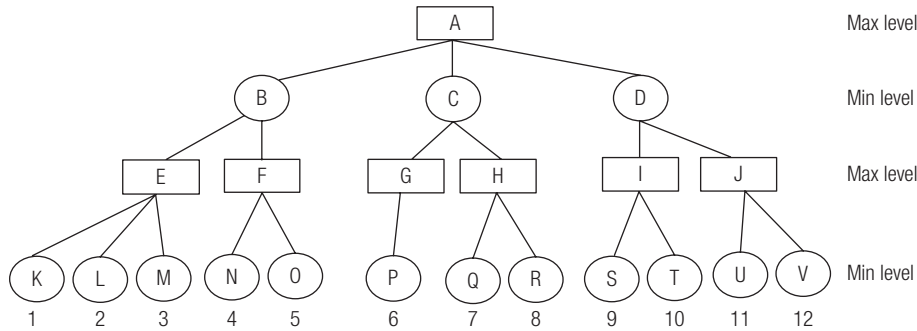 A Max level
B C D Min level
E F G H I J Max level
K L M N O P Q R S T U V Min level
1 2 3 4 5 6 7 8 9 10 11 12